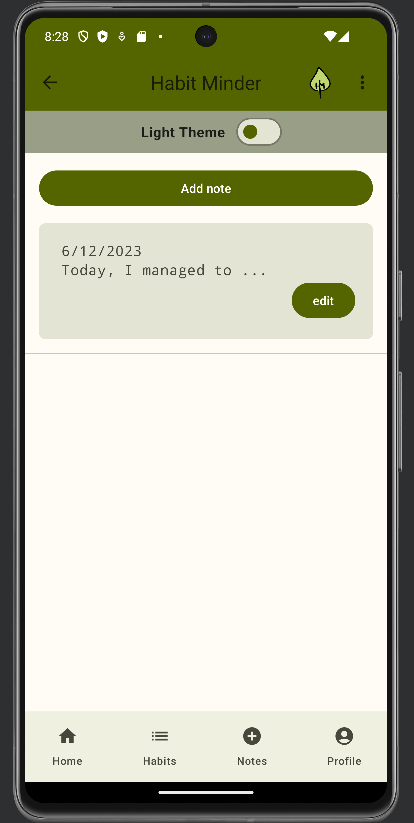 8:28
Habit Minder
Light Theme
Add note
6/12/2023
Today, I managed to ...
edit
Home
Habits
Notes
Profile